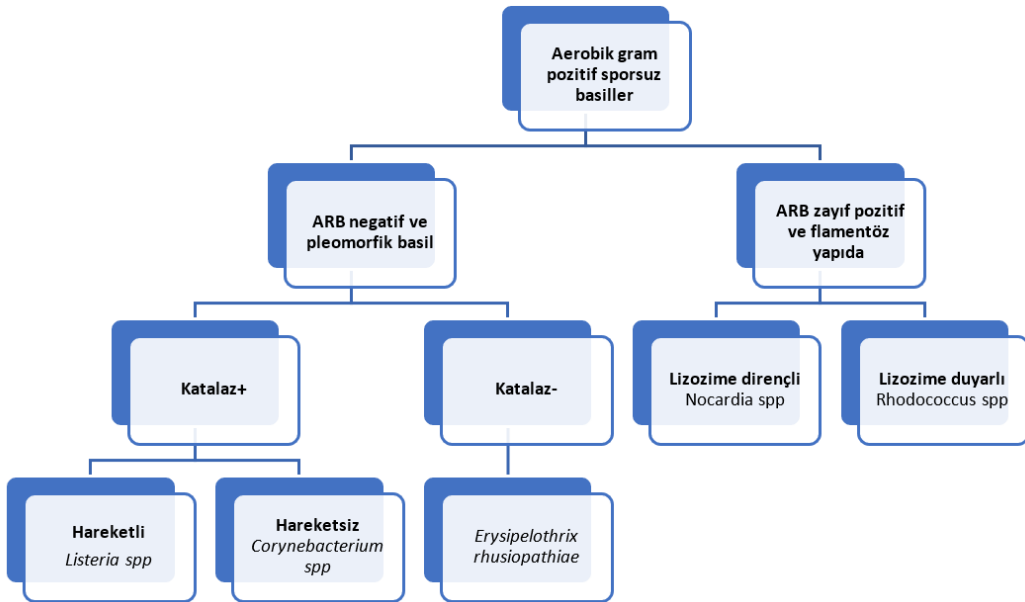 Aerobik gram
pozitif sporsuz
basiller
ARB negatif ve
pleomorfik basil
ARB zayıf pozitif
ve flamentöz
yapıda
Katalaz+
Katalaz-
Lizozime dirençli
Nocardia spp
Lizozime duyarlı
Rhodococcus spp
Hareketli
Listeria spp
Hareketsiz
Corynebacterium
spp
Erysipelothrix
rhusiopathiae